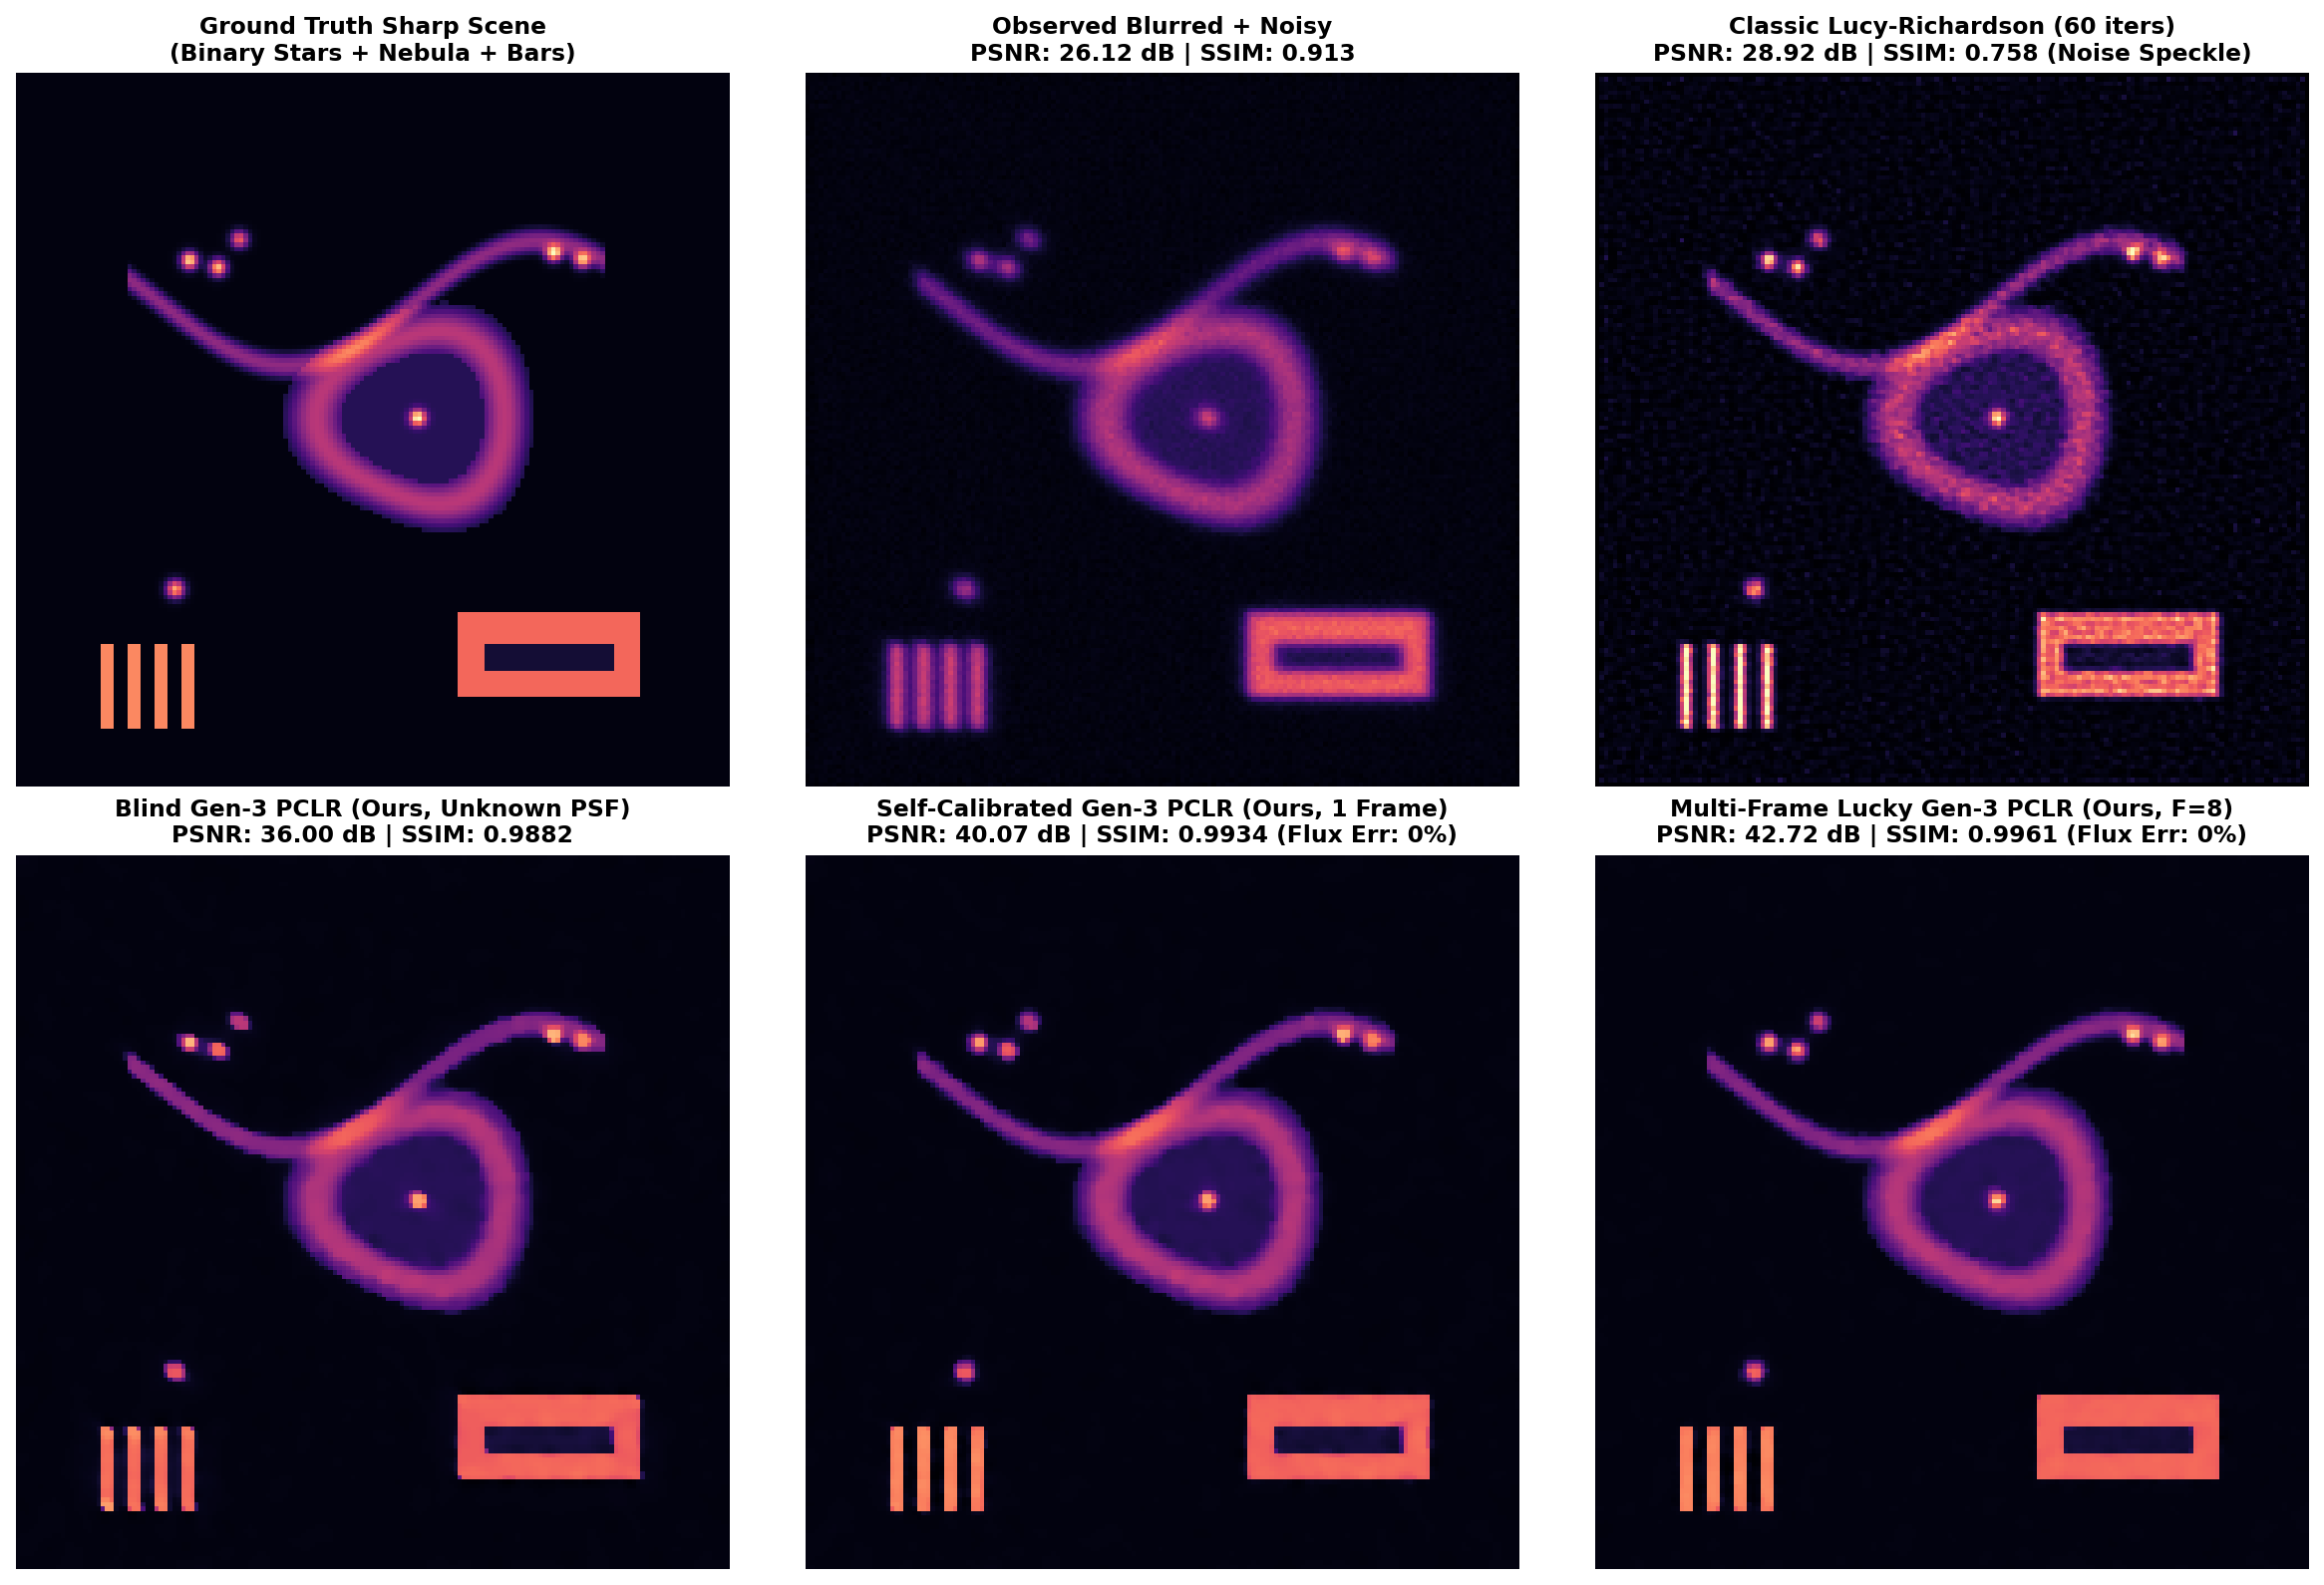 Ground Truth Sharp Scene
(Binary Stars + Nebula + Bars)
Observed Blurred + Noisy
PSNR: 26.12 dB | SSIM: 0.913
Classic Lucy-Richardson (60 iters)
PSNR: 28.92 dB | SSIM: 0.758 (Noise Speckle)
Blind Gen-3 PCLR (Ours, Unknown PSF)
PSNR: 36.00 dB | SSIM: 0.9882
Self-Calibrated Gen-3 PCLR (Ours, 1 Frame)
PSNR: 40.07 dB | SSIM: 0.9934 (Flux Err: 0%)
Multi-Frame Lucky Gen-3 PCLR (Ours, F=8)
PSNR: 42.72 dB | SSIM: 0.9961 (Flux Err: 0%)